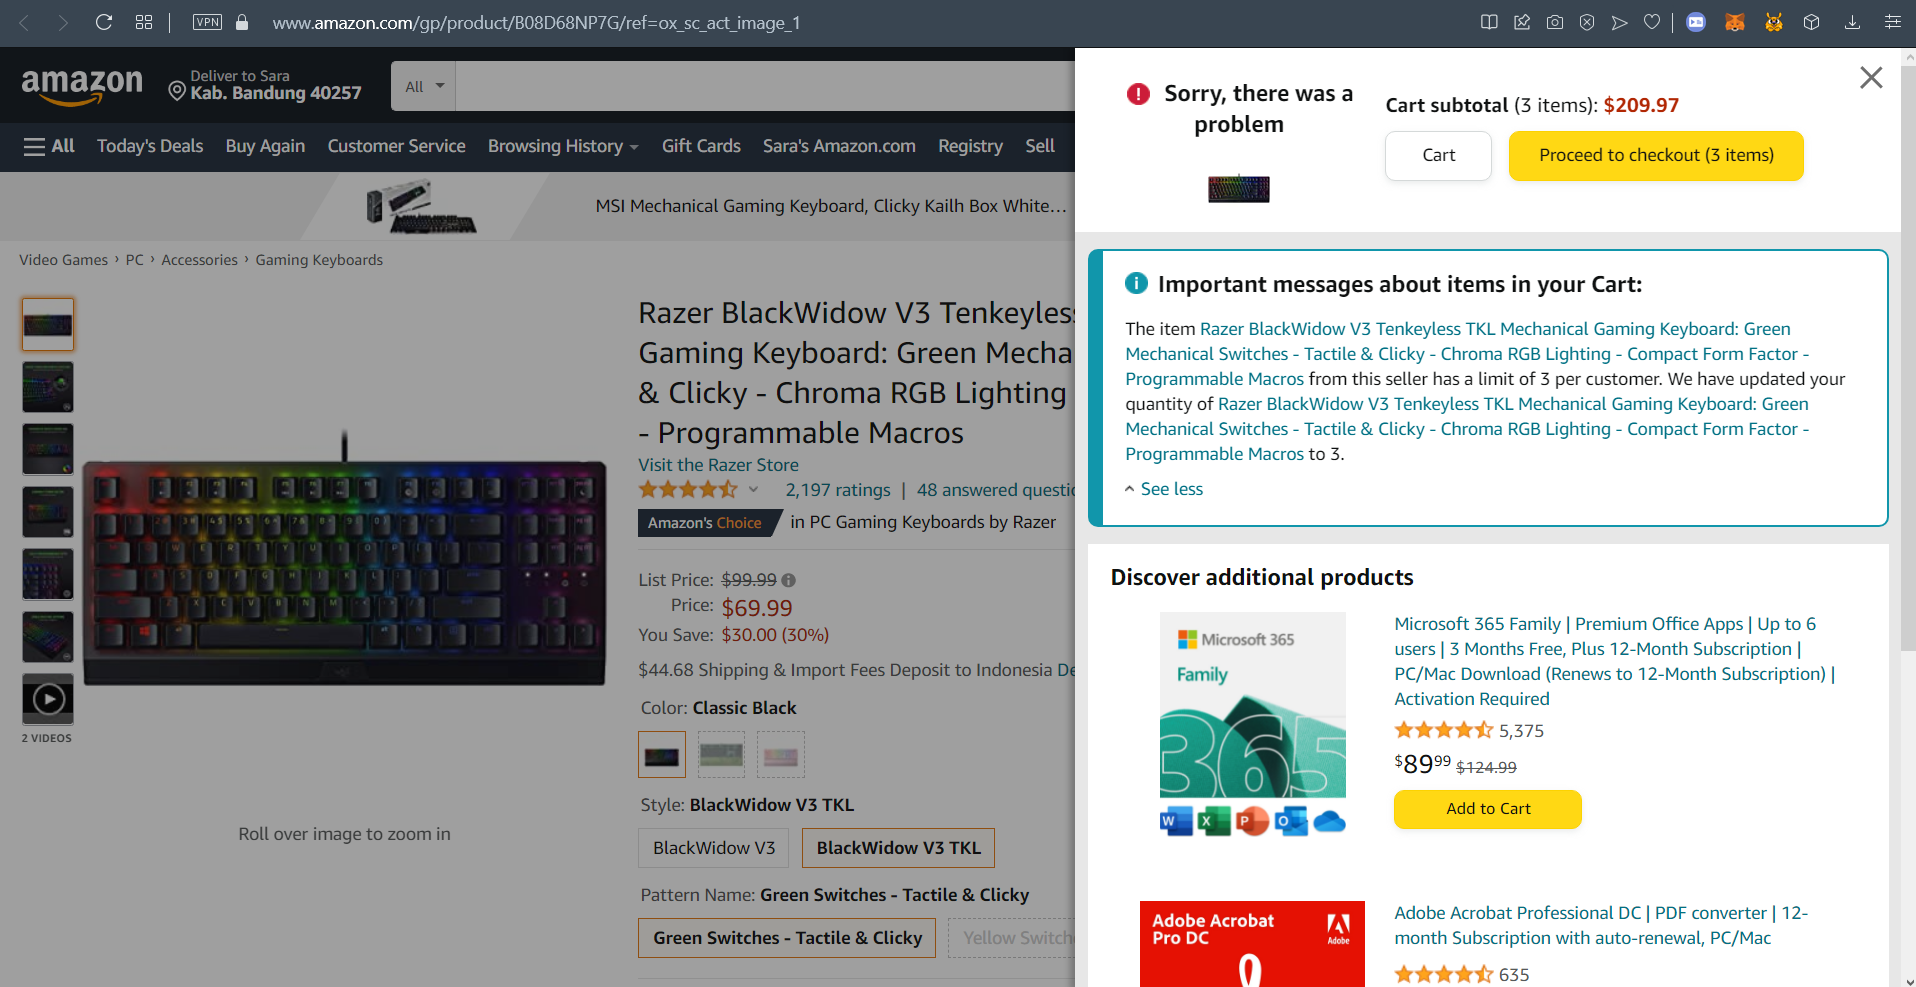 VPN
www.amazon.com/gp/product/B08D68NP7G/ref=ox_sc_act_image_1
amazon
Deliver to Sara
Kab. Bandung 40257
All
All
Today's Deals
Buy Again
Customer Service
Browsing History
Gift Cards
Sara's Amazon.com
Registry
Sell
MSI Mechanical Gaming Keyboard, Clicky Kailh Box White…
Video Games › PC › Accessories › Gaming Keyboards
2 VIDEOS
Roll over image to zoom in
Razer BlackWidow V3 Tenkeyless
Gaming Keyboard: Green Mecha
& Clicky - Chroma RGB Lighting
- Programmable Macros
Visit the Razer Store
2,197 ratings | 48 answered questio
Amazon's Choice in PC Gaming Keyboards by Razer
List Price: $99.99
Price: $69.99
You Save: $30.00 (30%)
$44.68 Shipping & Import Fees Deposit to Indonesia De
Color: Classic Black
Style: BlackWidow V3 TKL
BlackWidow V3
BlackWidow V3 TKL
Pattern Name: Green Switches - Tactile & Clicky
Green Switches - Tactile & Clicky
Yellow Switch
Sorry, there was a
problem
Cart subtotal (3 items): $209.97
Cart
Proceed to checkout (3 items)
Important messages about items in your Cart:
The item Razer BlackWidow V3 Tenkeyless TKL Mechanical Gaming Keyboard: Green
Mechanical Switches - Tactile & Clicky - Chroma RGB Lighting - Compact Form Factor -
Programmable Macros from this seller has a limit of 3 per customer. We have updated your
quantity of Razer BlackWidow V3 Tenkeyless TKL Mechanical Gaming Keyboard: Green
Mechanical Switches - Tactile & Clicky - Chroma RGB Lighting - Compact Form Factor -
Programmable Macros to 3.
See less
Discover additional products
Microsoft 365
Family
365
W
X
P
O
Microsoft 365 Family | Premium Office Apps | Up to 6
users | 3 Months Free, Plus 12-Month Subscription |
PC/Mac Download (Renews to 12-Month Subscription) |
Activation Required
5,375
$89.99 $124.99
Add to Cart
Adobe Acrobat
Pro DC
Adobe
Adobe Acrobat Professional DC | PDF converter | 12-
month Subscription with auto-renewal, PC/Mac
635